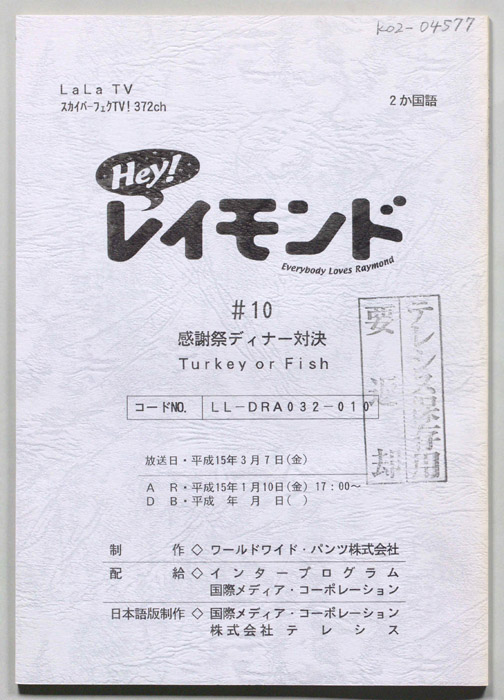 K02-04577
LaLa TV
スカイパーフェクTV! 372ch
2か国語
Hey!
レイモンド
Everybody Loves Raymond
#10
感謝祭ディナー対決
Turkey or Fish
コードNO. LL-DRA032-010
テレシス保存用
要返却
放送日・平成15年3月7日(金)
AR・平成15年1月10日(金) 17:00〜
DB・平成 年 月 日( )
制作◇ワールドワイド・パンツ株式会社
配給◇インタープログラム
国際メディア・コーポレーション
日本語版制作◇国際メディア・コーポレーション
株式会社テレシス